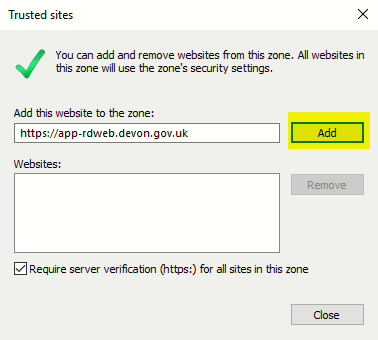 Trusted sites
You can add and remove websites from this zone. All websites in
this zone will use the zone's security settings.
Add this website to the zone:
https://app-rdweb.devon.gov.uk
Add
Websites:
Remove
Require server verification (https:) for all sites in this zone
Close